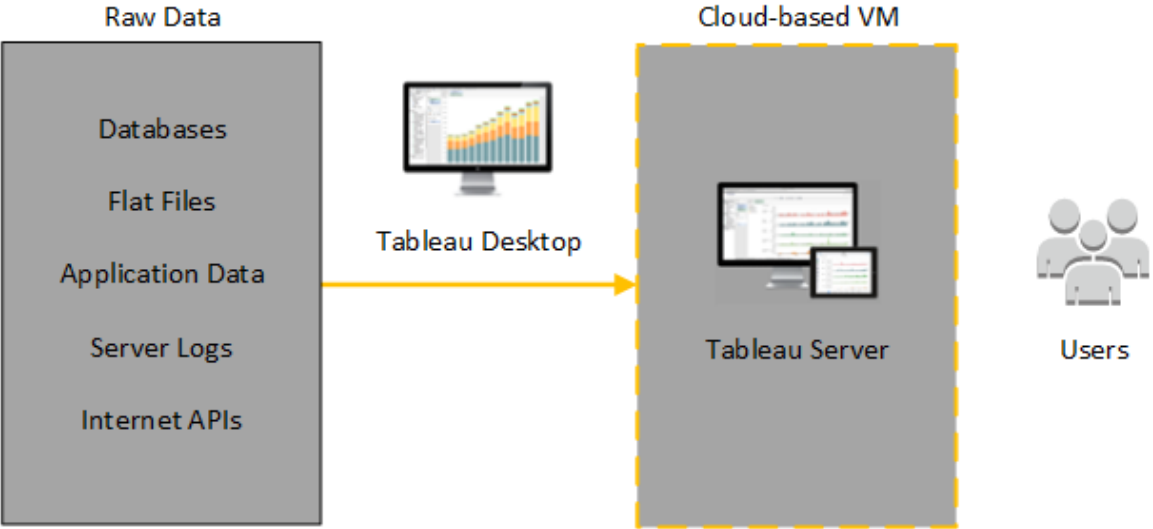 Raw Data
Databases
Flat Files
Application Data
Server Logs
Internet APIs
Tableau Desktop
Cloud-based VM
Tableau Server
Users